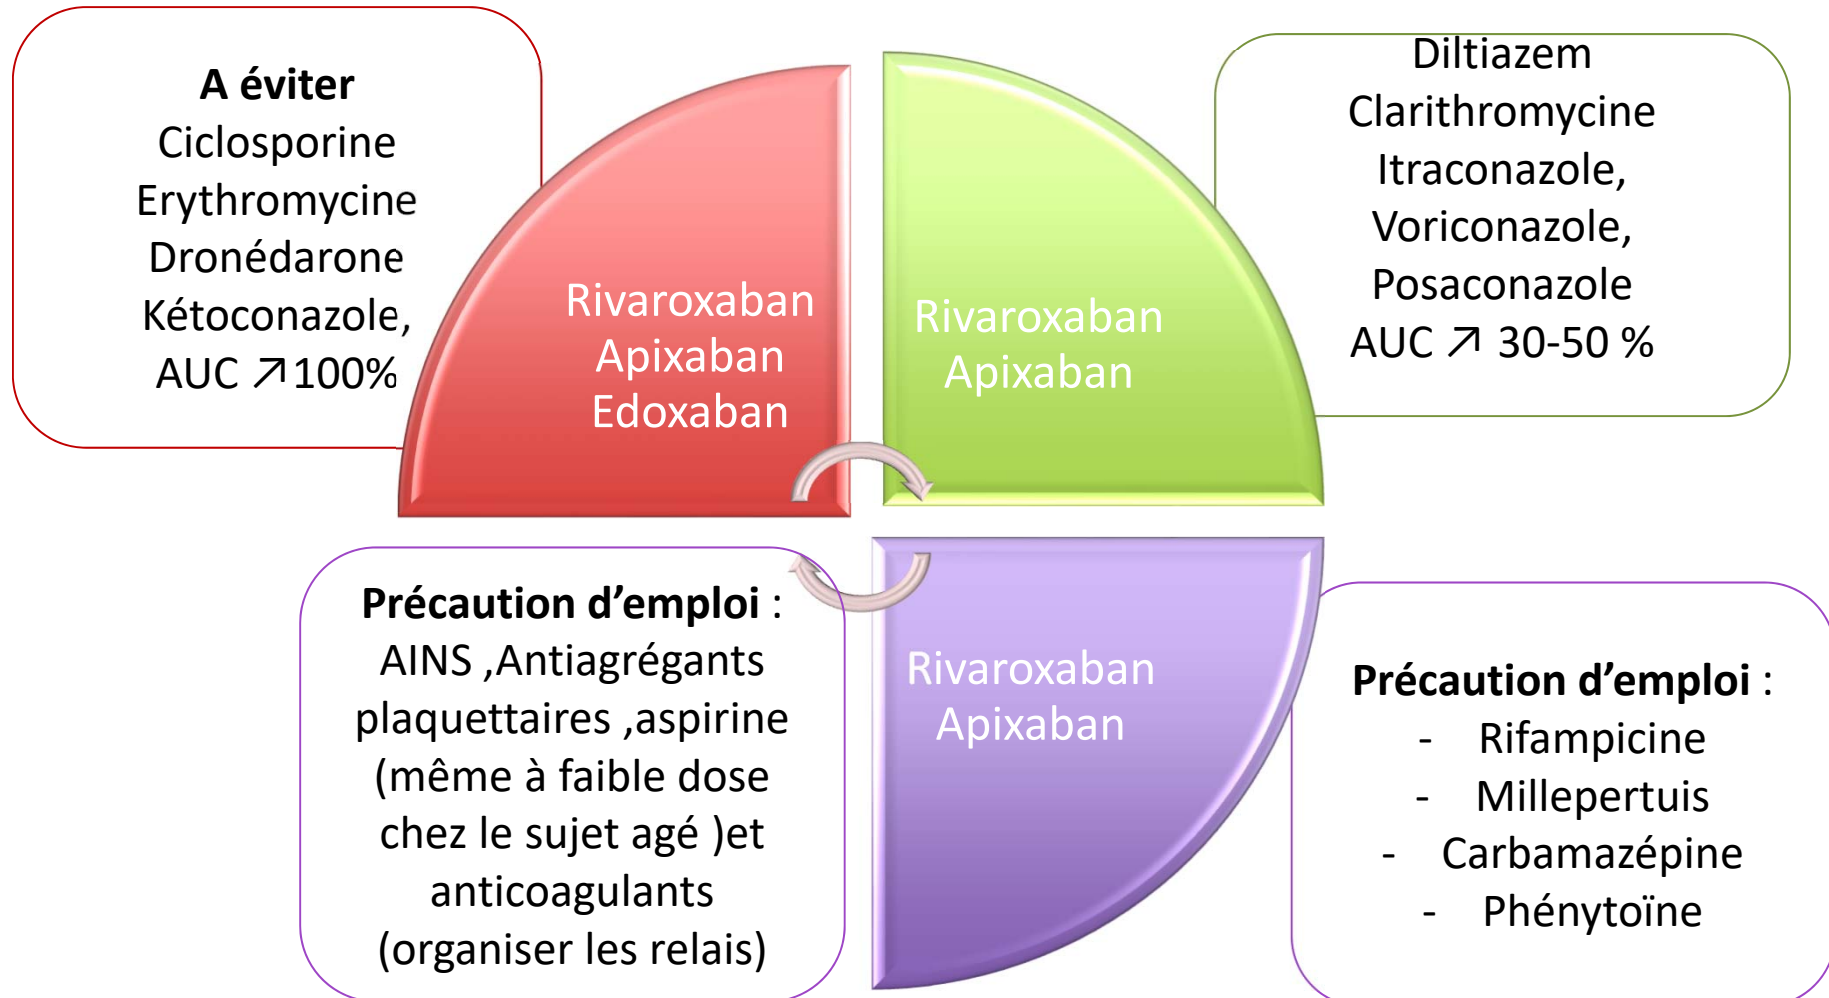 A éviter
Ciclosporine
Erythromycine
Dronédarone
Kétoconazole,
AUC ↗100%
Rivaroxaban
Apixaban
Edoxaban
Rivaroxaban
Apixaban
Diltiazem
Clarithromycine
Itraconazole,
Voriconazole,
Posaconazole
AUC ↗ 30-50 %
Précaution d’emploi :
AINS ,Antiagrégants
plaquettaires ,aspirine
(même à faible dose
chez le sujet agé )et
anticoagulants
(organiser les relais)
Rivaroxaban
Apixaban
Précaution d’emploi :
- Rifampicine
- Millepertuis
- Carbamazépine
- Phénytoïne